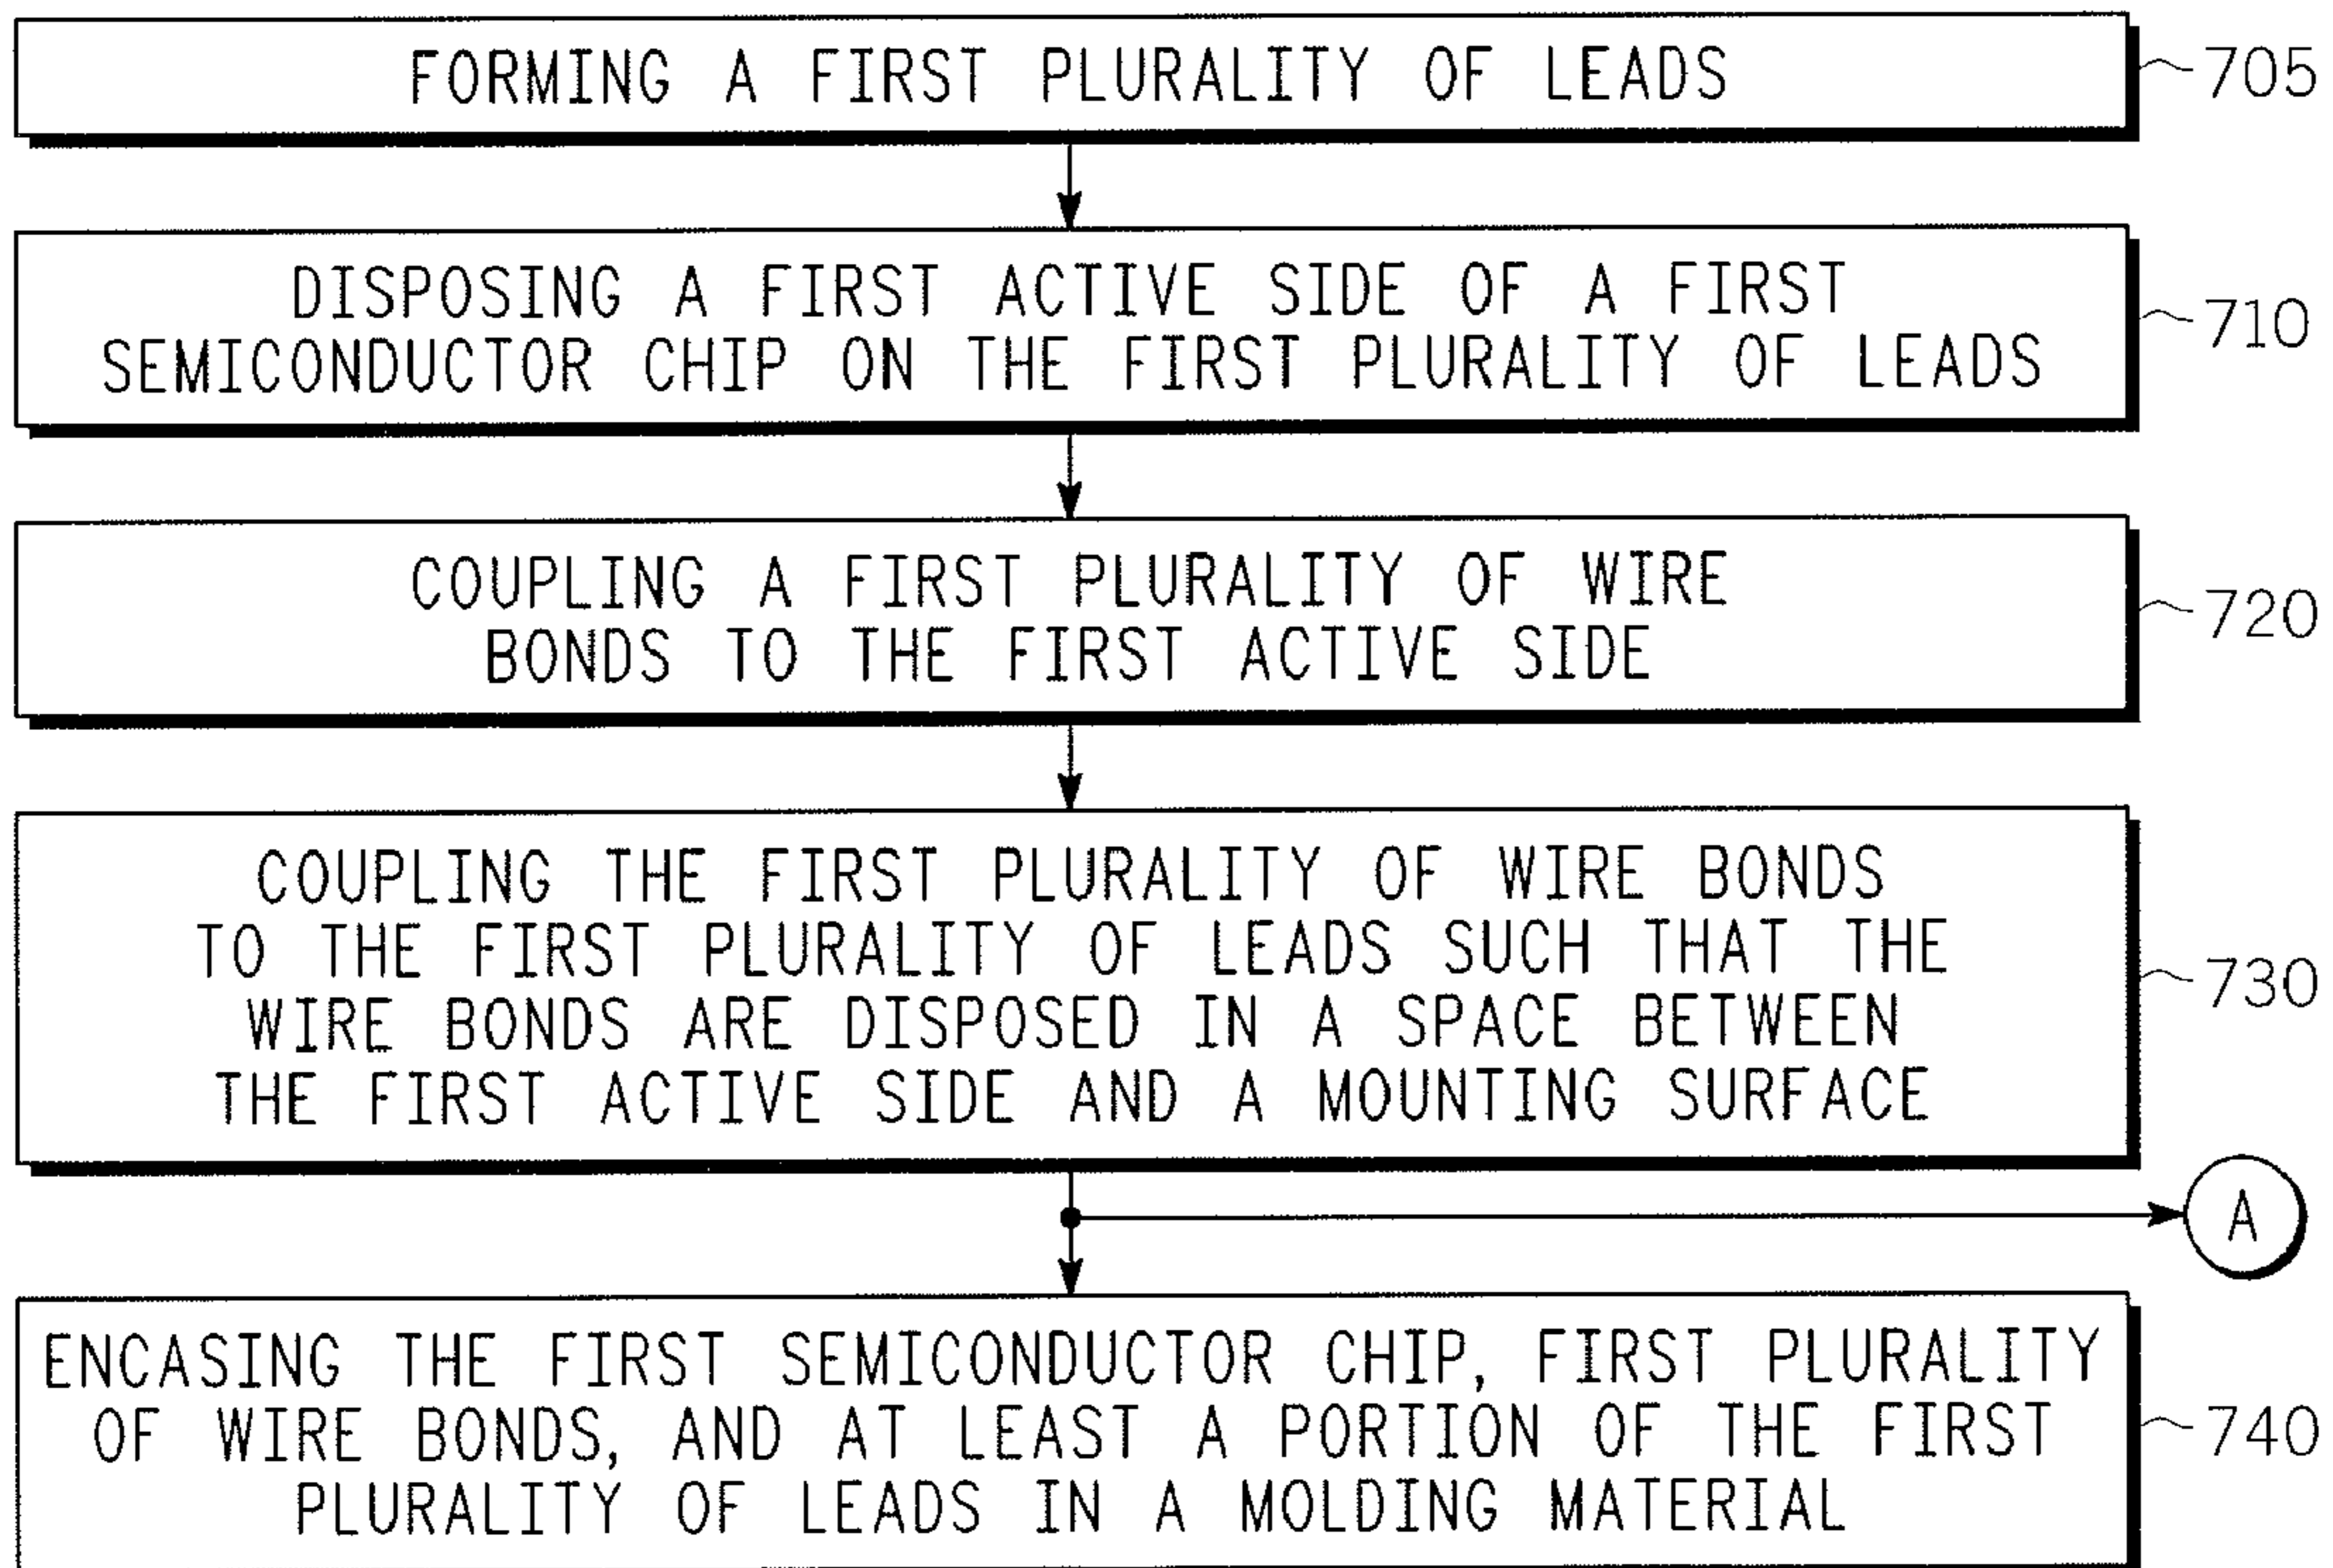 FORMING A FIRST PLURALITY OF LEADS
705
DISPOSING A FIRST ACTIVE SIDE OF A FIRST
SEMICONDUCTOR CHIP ON THE FIRST PLURALITY OF LEADS
710
COUPLING A FIRST PLURALITY OF WIRE
BONDS TO THE FIRST ACTIVE SIDE
720
COUPLING THE FIRST PLURALITY OF WIRE BONDS
TO THE FIRST PLURALITY OF LEADS SUCH THAT THE
WIRE BONDS ARE DISPOSED IN A SPACE BETWEEN
THE FIRST ACTIVE SIDE AND A MOUNTING SURFACE
730
A
ENCASING THE FIRST SEMICONDUCTOR CHIP, FIRST PLURALITY
OF WIRE BONDS, AND AT LEAST A PORTION OF THE FIRST
PLURALITY OF LEADS IN A MOLDING MATERIAL
740